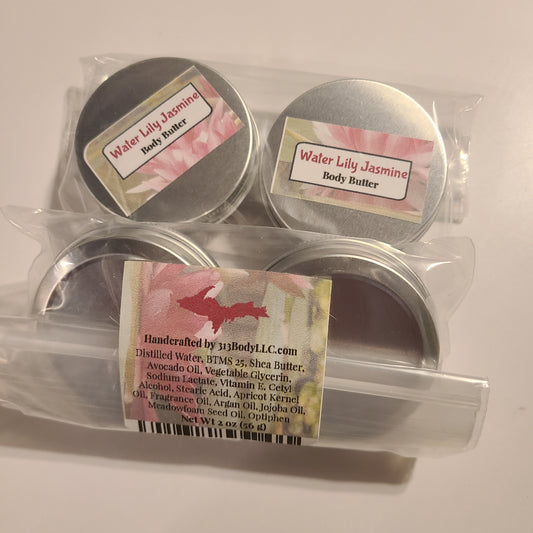 Water Lily Jasmine
Body Butter
Water Lily Jasmine
Body Butter
Handcrafted by 313BodyLLC.com
Distilled Water, BTMS 25, Shea Butter,
Avocado Oil, Vegetable Glycerin,
Sodium Lactate, Vitamin E, Cetyl
Alcohol, Stearic Acid, Apricot Kernel
Oil, Fragrance Oil, Argan Oil, Jojoba Oil,
Meadowfoam Seed Oil, Optiphen
Net Wt 2 oz (56 g)